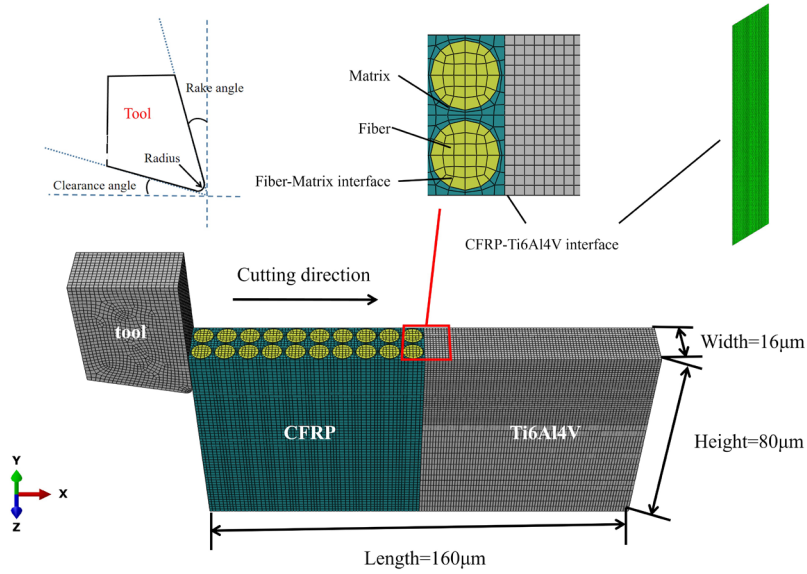 Rake angle
Tool
Radius
Clearance angle
Matrix
Fiber
Fiber-Matrix interface
CFRP-Ti6Al4V interface
Cutting direction
tool
Width=16μm
CFRP
Ti6Al4V
Height=80μm
Y
X
Z
Length=160μm